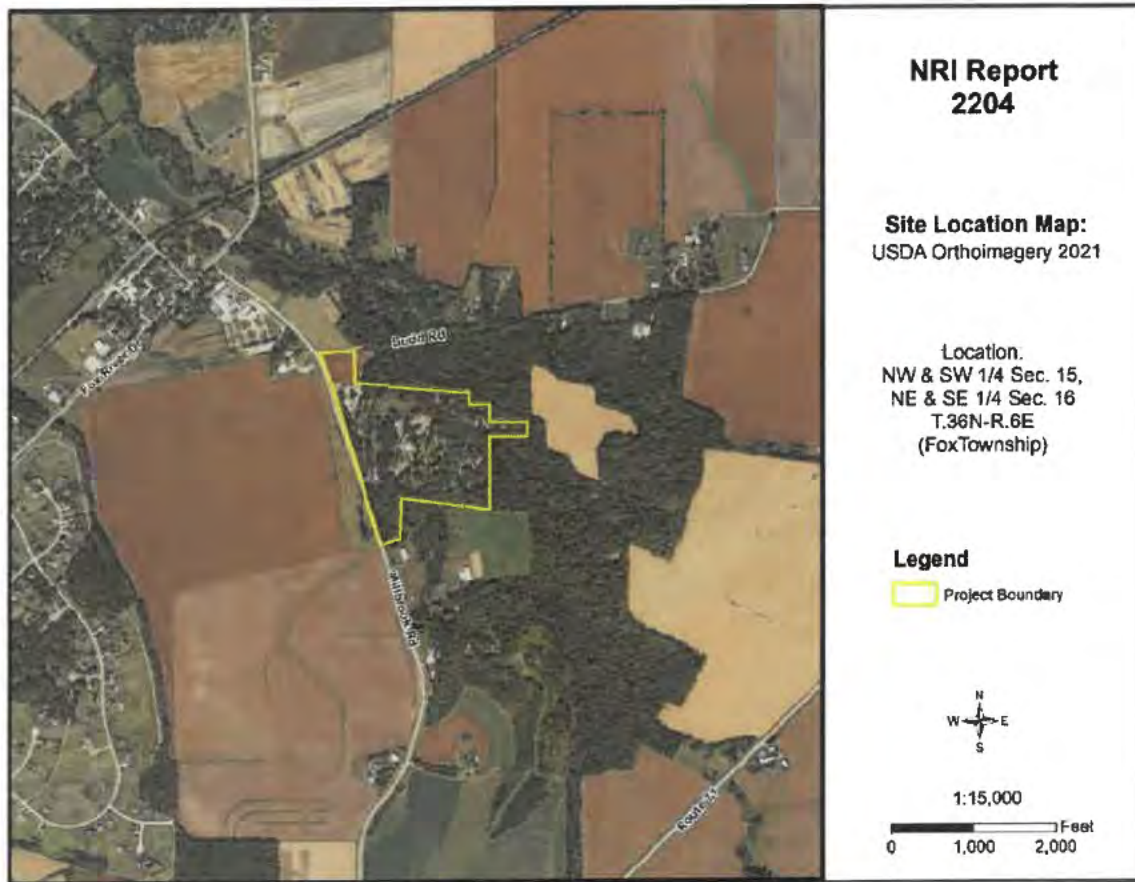 NRI Report
2204
Site Location Map:
USDA Orthoimagery 2021
Location.
NW & SW 1/4 Sec. 15,
NE & SE 1/4 Sec. 16
T.36N-R.6E
(FoxTownship)
Legend
Project Boundary
N
W E
S
1:15,000
Feet
0 1,000 2,000
Rd
Fox River Dr
Millbrook Rd
Route 71